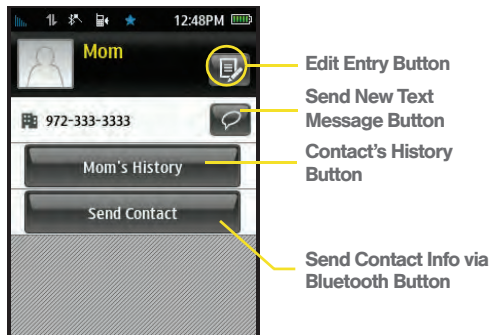 12:48PM
Mom
Edit Entry Button
Send New Text
Message Button
972-333-3333
Contact's History
Button
Mom's History
Send Contact
Send Contact Info via
Bluetooth Button